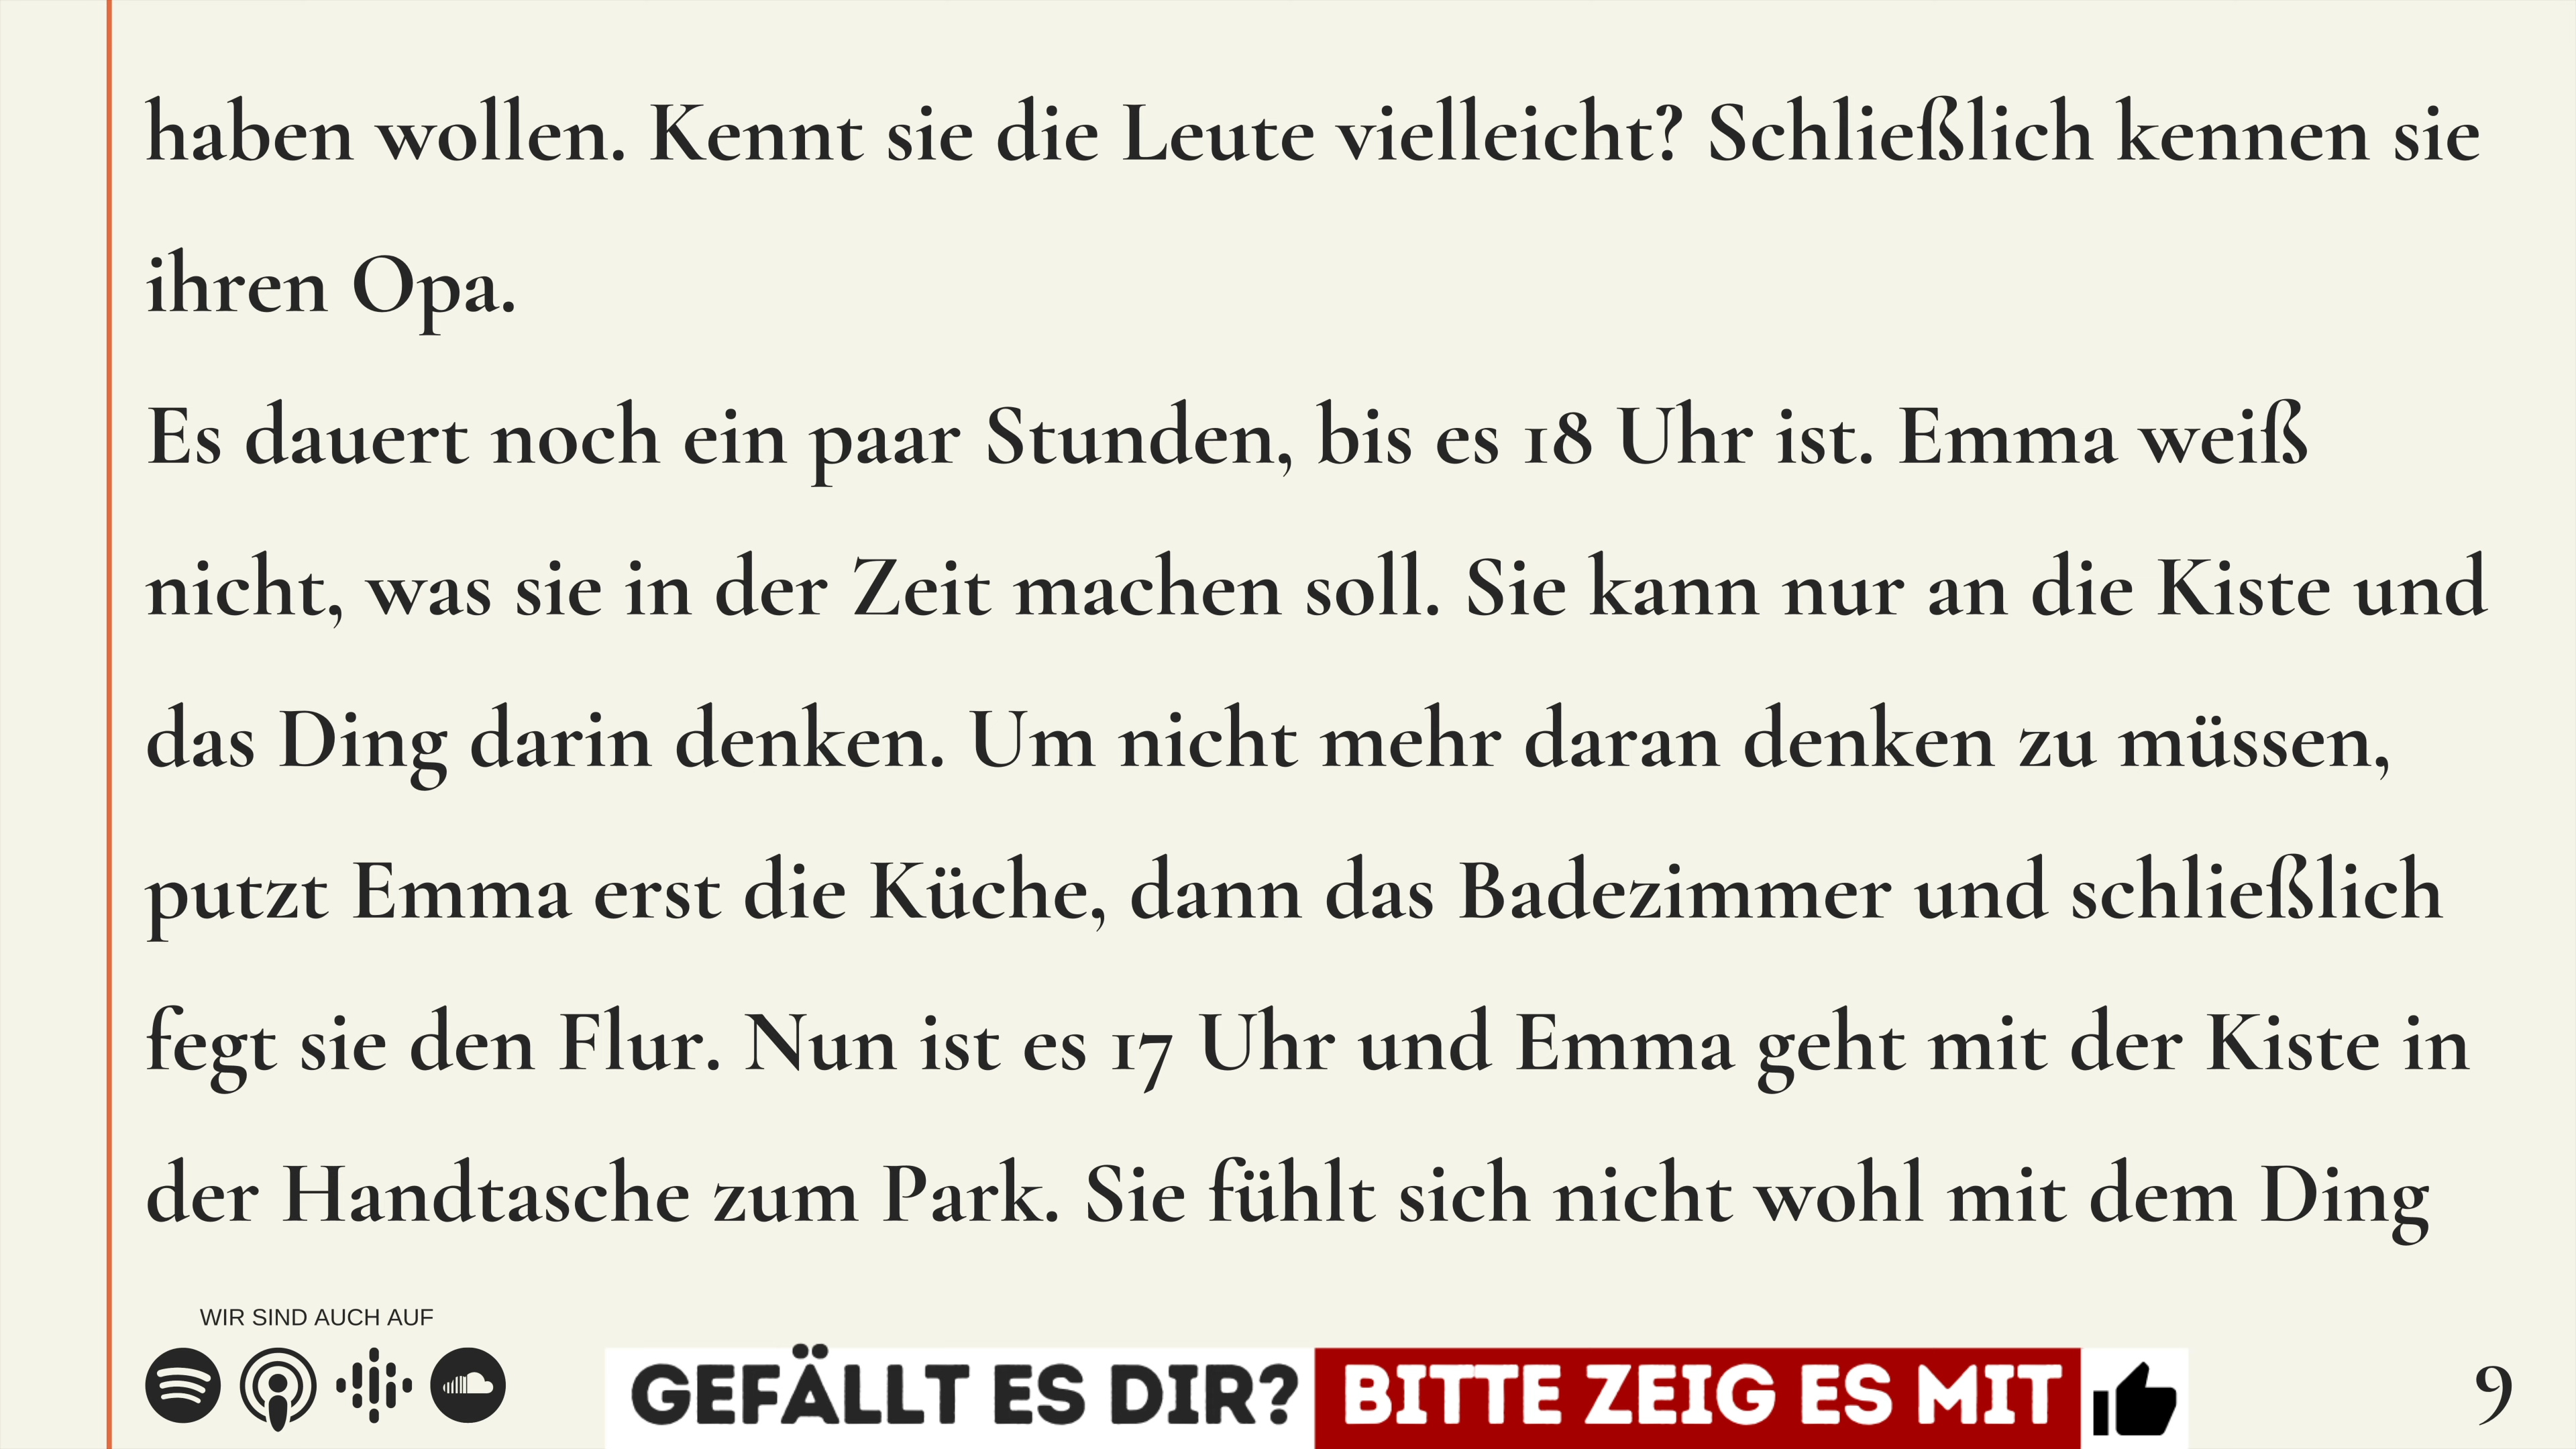 haben wollen. Kennt sie die Leute vielleicht? Schließlich kennen sie
ihren Opa.
Es dauert noch ein paar Stunden, bis es 18 Uhr ist. Emma weiß
nicht, was sie in der Zeit machen soll. Sie kann nur an die Kiste und
das Ding darin denken. Um nicht mehr daran denken zu müssen,
putzt Emma erst die Küche, dann das Badezimmer und schließlich
fegt sie den Flur. Nun ist es 17 Uhr und Emma geht mit der Kiste in
der Handtasche zum Park. Sie fühlt sich nicht wohl mit dem Ding
WIR SIND AUCH AUF
GEFÄLLT ES DIR? BITTE ZEIG ES MIT
9